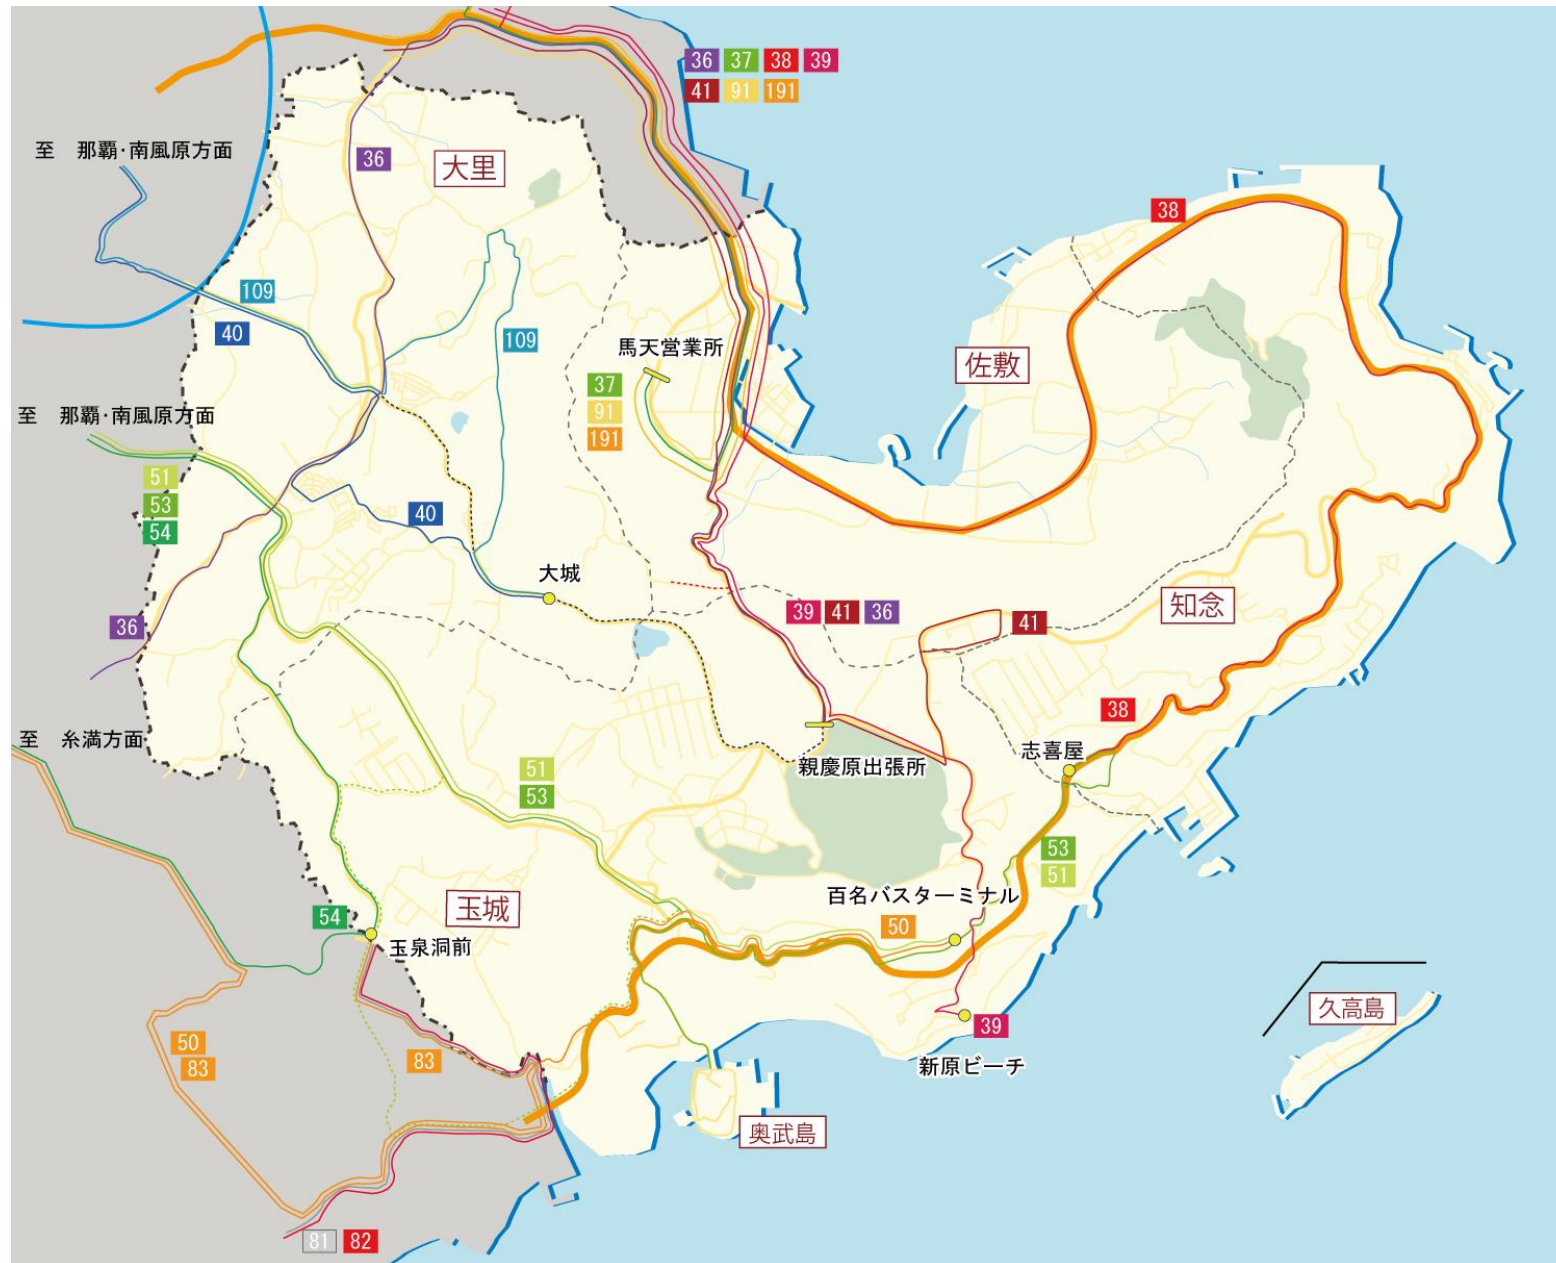 36 37 38 39
41 91 191
至 那覇・南風原方面
36
大里
38
109
40
109
馬天営業所
佐敷
37
91
191
至 那覇・南風原方面
51
53
54
40
大城
39 41 36
知念
41
36
38
至 糸満方面
志喜屋
親慶原出張所
51
53
53
51
百名バスターミナル
玉城
54
50
玉泉洞前
久高島
39
50
83
83
新原ビーチ
奥武島
81 82